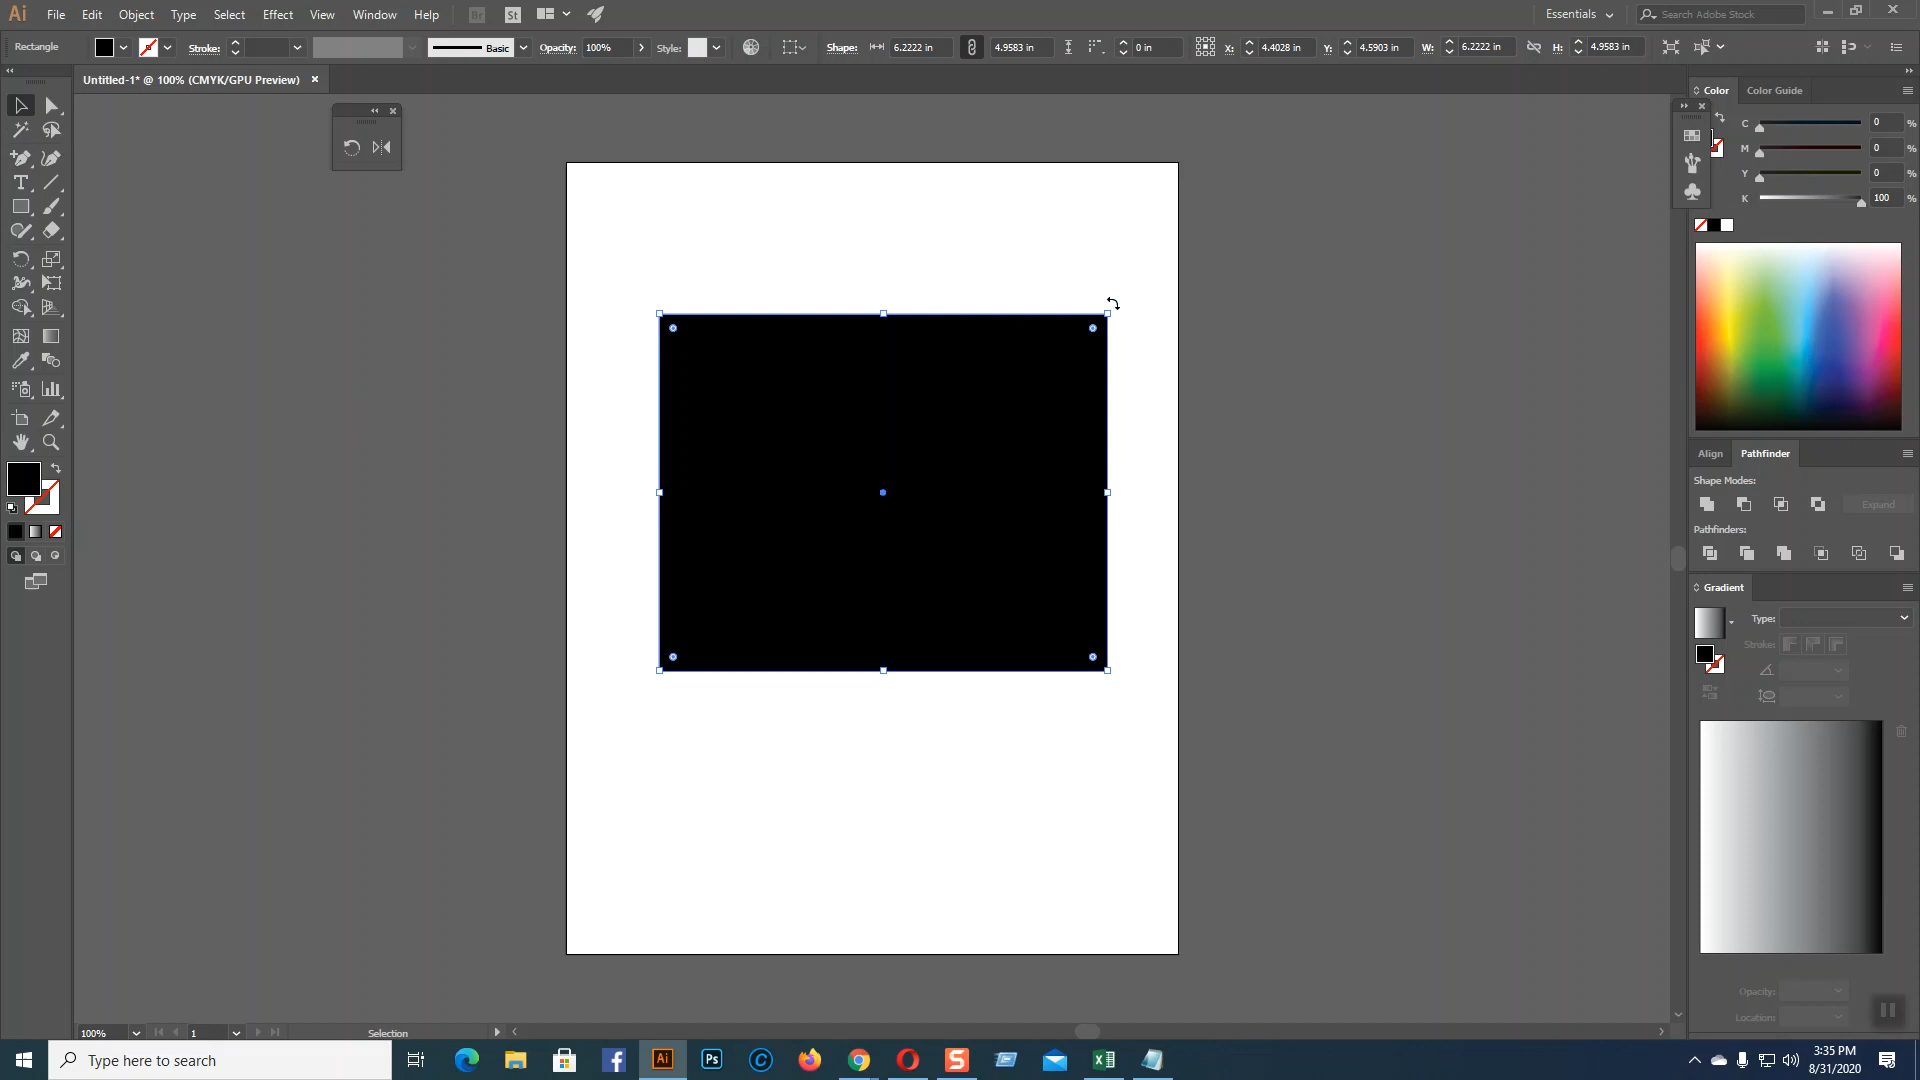 Ai File Edit Object Type Select Effect View Window Help Br St Essentials Search Adobe Stock
Rectangle Stroke: Basic Opacity: 100% Style: Shape: 6.2222 in 4.9583 in 0 in X: 4.4028 in Y: 4.5903 in W: 6.2222 in H: 4.9583 in
Untitled-1* @ 100% (CMYK/GPU Preview)
Color Color Guide
C 0 %
M 0 %
Y 0 %
K 100 %
Align Pathfinder
Shape Modes:
Expand
Pathfinders:
Gradient
Type:
Stroke:
Opacity:
Location:
100% 1 Selection
Type here to search Ai Ps 3:35 PM
8/31/2020